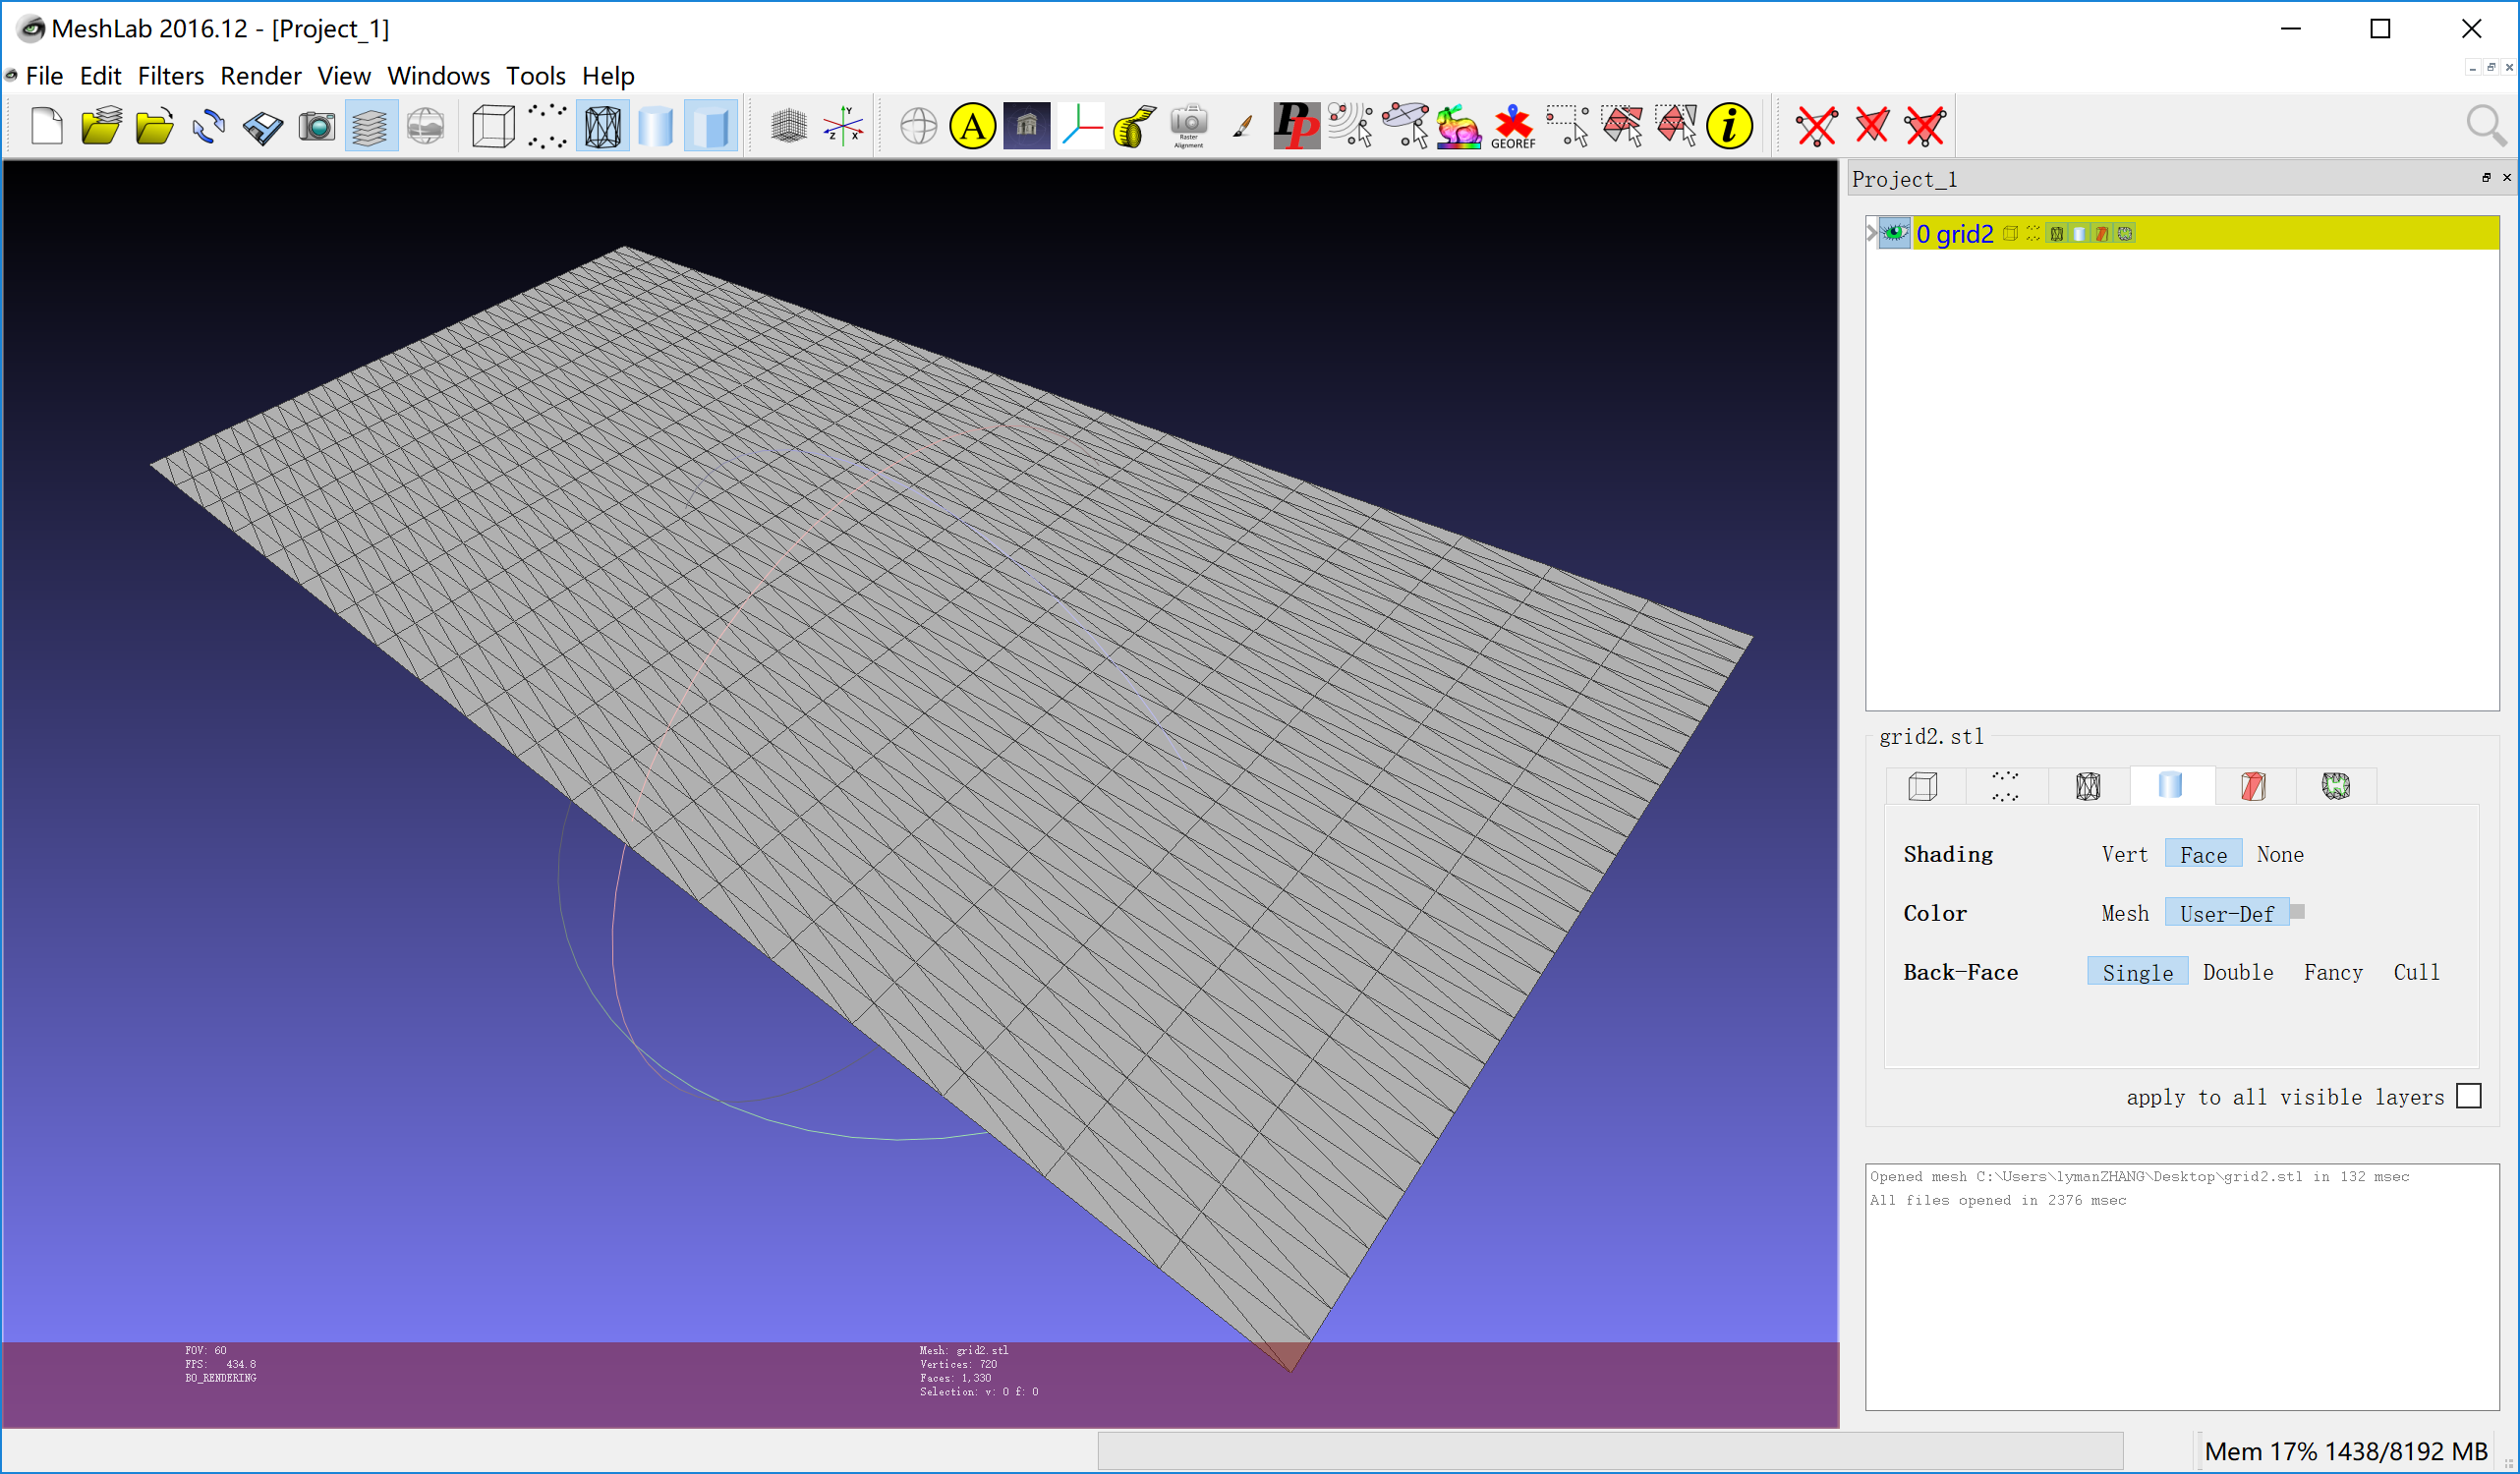 MeshLab 2016.12 - [Project_1]
File Edit Filters Render View Windows Tools Help
Y
Z X
A
Raster
Alignment
PP
GEOREF
i
Project_1
0 grid2
grid2.stl
Shading Vert Face None
Color Mesh User-Def
Back-Face Single Double Fancy Cull
apply to all visible layers
Opened mesh C:\Users\lymanZHANG\Desktop\grid2.stl in 132 msec
All files opened in 2376 msec
FOV: 60
FPS: 434.8
BO_RENDERING
Mesh: grid2.stl
Vertices: 720
Faces: 1,330
Selection: v: 0 f: 0
Mem 17% 1438/8192 MB